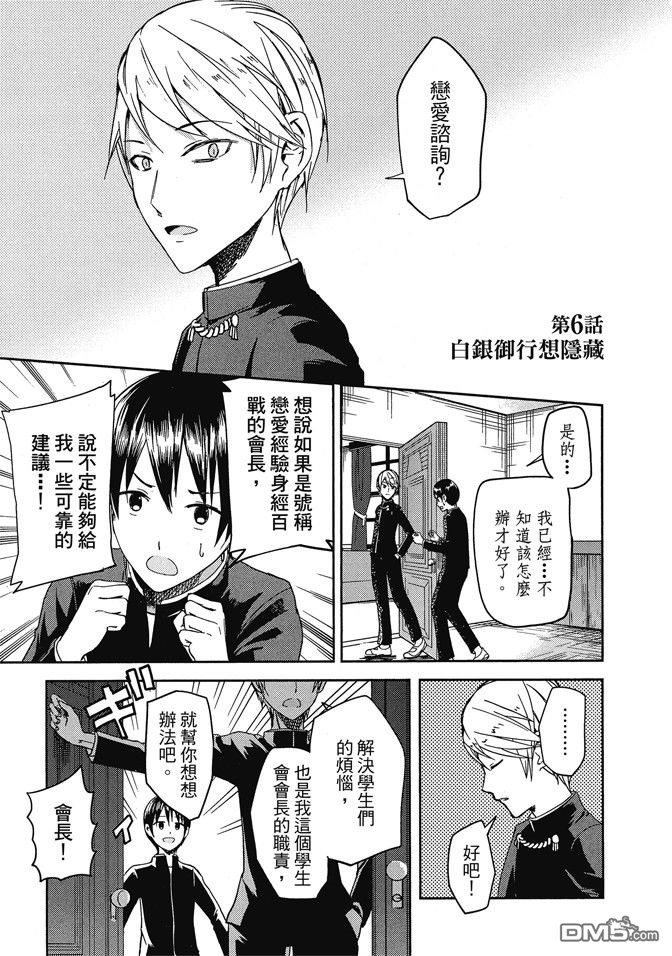 戀愛諮詢？
第6話
白銀御行想隱藏
是的…
我已經…不
知道該怎麼
辦才好了。
想說如果是號稱
戀愛經驗身經百
戰的會長，
說不定能夠給
我一些可靠的
建議…！
…
好吧！
解決學生們
的煩惱，
也是我這個學生
會會長的職責，
就幫你想想
辦法吧。
キィ!!
會長！
DM5.com